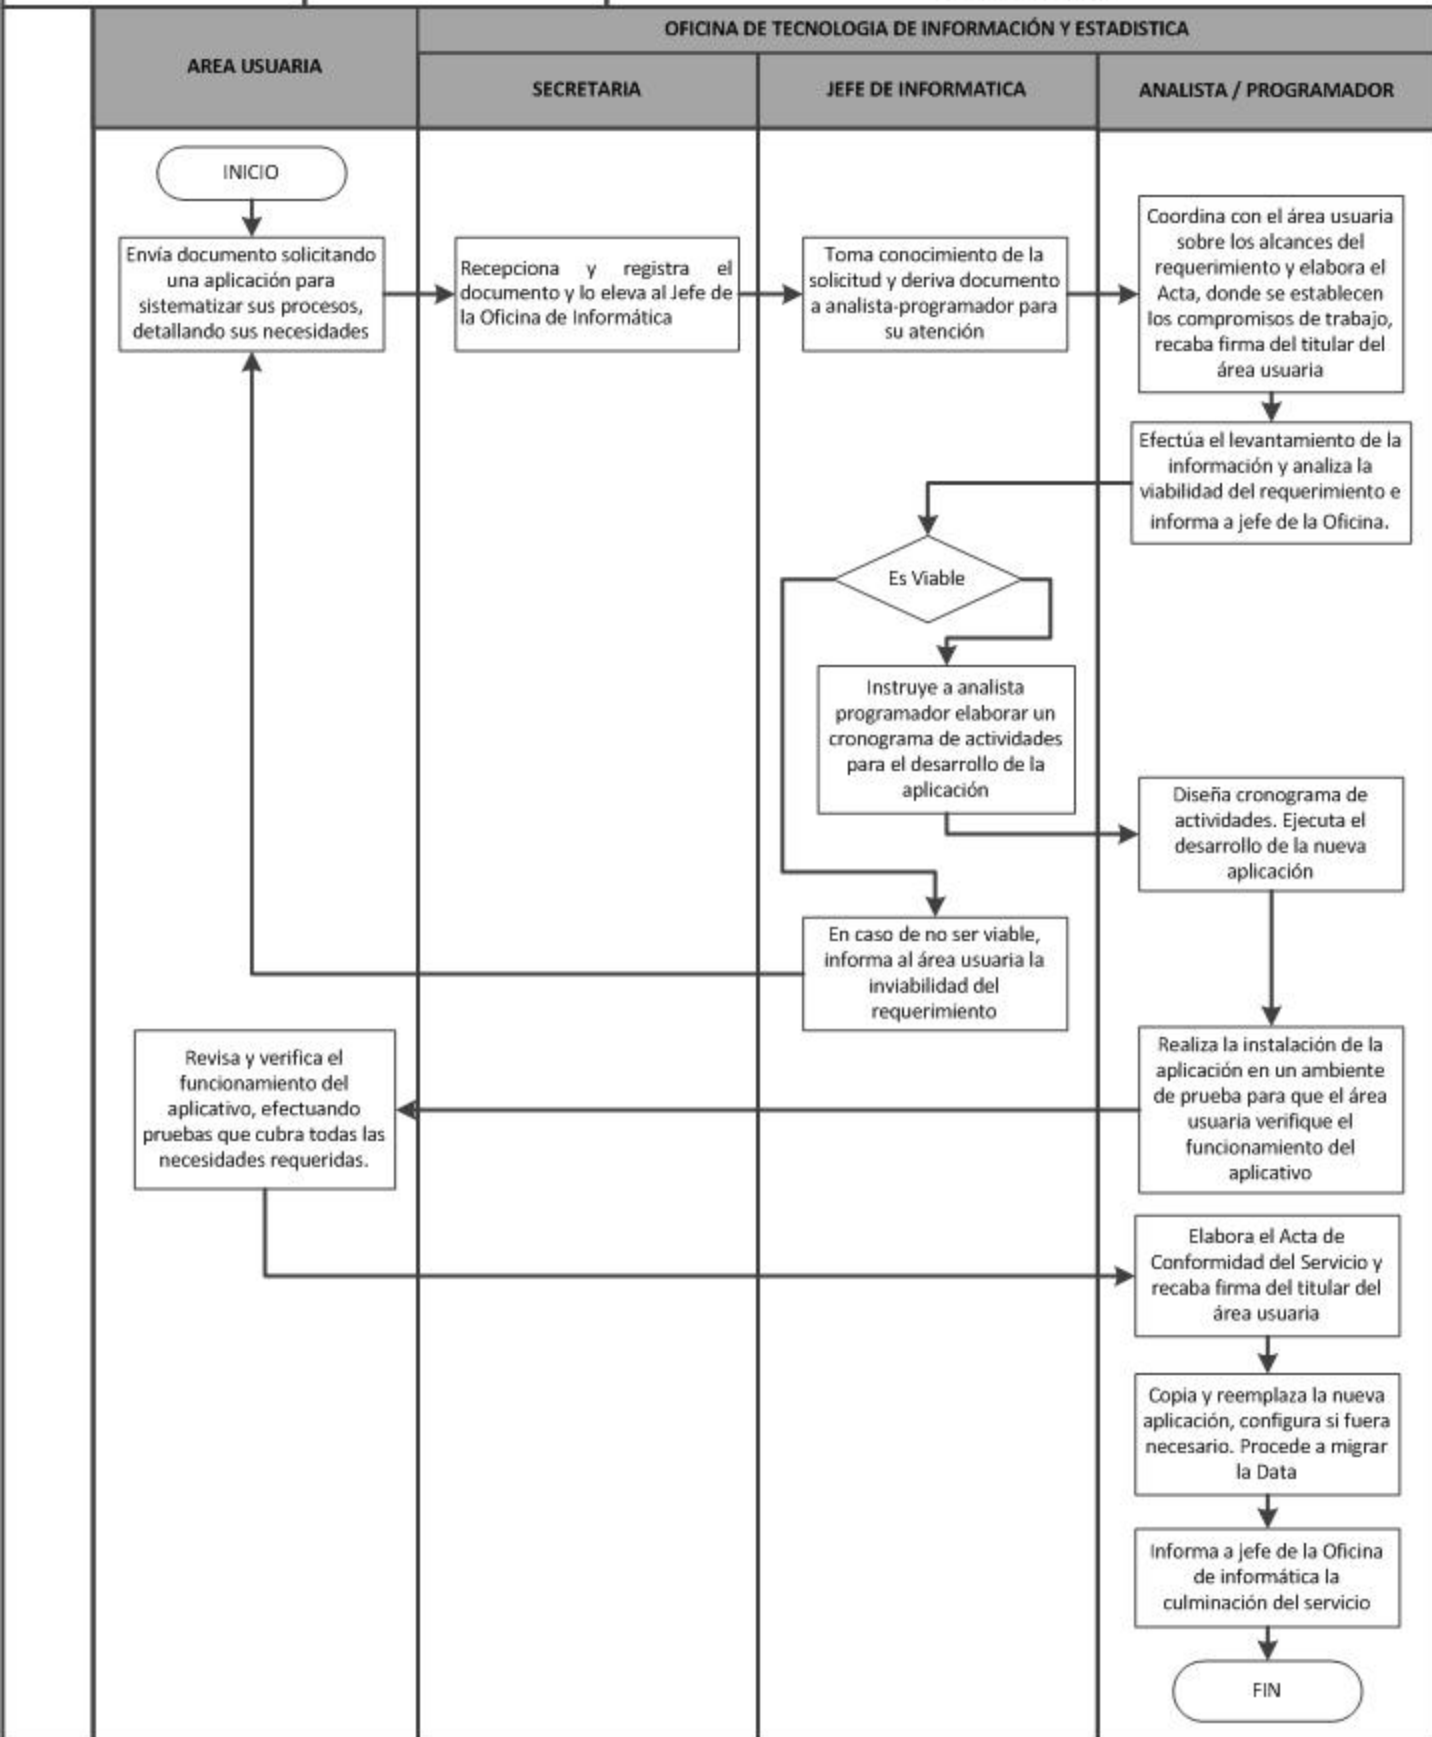 OFICINA DE TECNOLOGIA DE INFORMACIÓN Y ESTADISTICA
AREA USUARIA
SECRETARIA
JEFE DE INFORMATICA
ANALISTA / PROGRAMADOR
INICIO
Envía documento solicitando
una aplicación para
sistematizar sus procesos,
detallando sus necesidades
Recepciona y registra el
documento y lo eleva al Jefe de
la Oficina de Informática
Toma conocimiento de la
solicitud y deriva documento
a analista-programador para
su atención
Coordina con el área usuaria
sobre los alcances del
requerimiento y elabora el
Acta, donde se establecen
los compromisos de trabajo,
recaba firma del titular del
área usuaria
Efectúa el levantamiento de la
información y analiza la
viabilidad del requerimiento e
informa a jefe de la Oficina.
Es Viable
Instruye a analista
programador elaborar un
cronograma de actividades
para el desarrollo de la
aplicación
Diseña cronograma de
actividades. Ejecuta el
desarrollo de la nueva
aplicación
En caso de no ser viable,
informa al área usuaria la
inviabilidad del
requerimiento
Realiza la instalación de la
aplicación en un ambiente
de prueba para que el área
usuaria verifique el
funcionamiento del
aplicativo
Revisa y verifica el
funcionamiento del
aplicativo, efectuando
pruebas que cubra todas las
necesidades requeridas.
Elabora el Acta de
Conformidad del Servicio y
recaba firma del titular del
área usuaria
Copia y reemplaza la nueva
aplicación, configura si fuera
necesario. Procede a migrar
la Data
Informa a jefe de la Oficina
de informática la
culminación del servicio
FIN